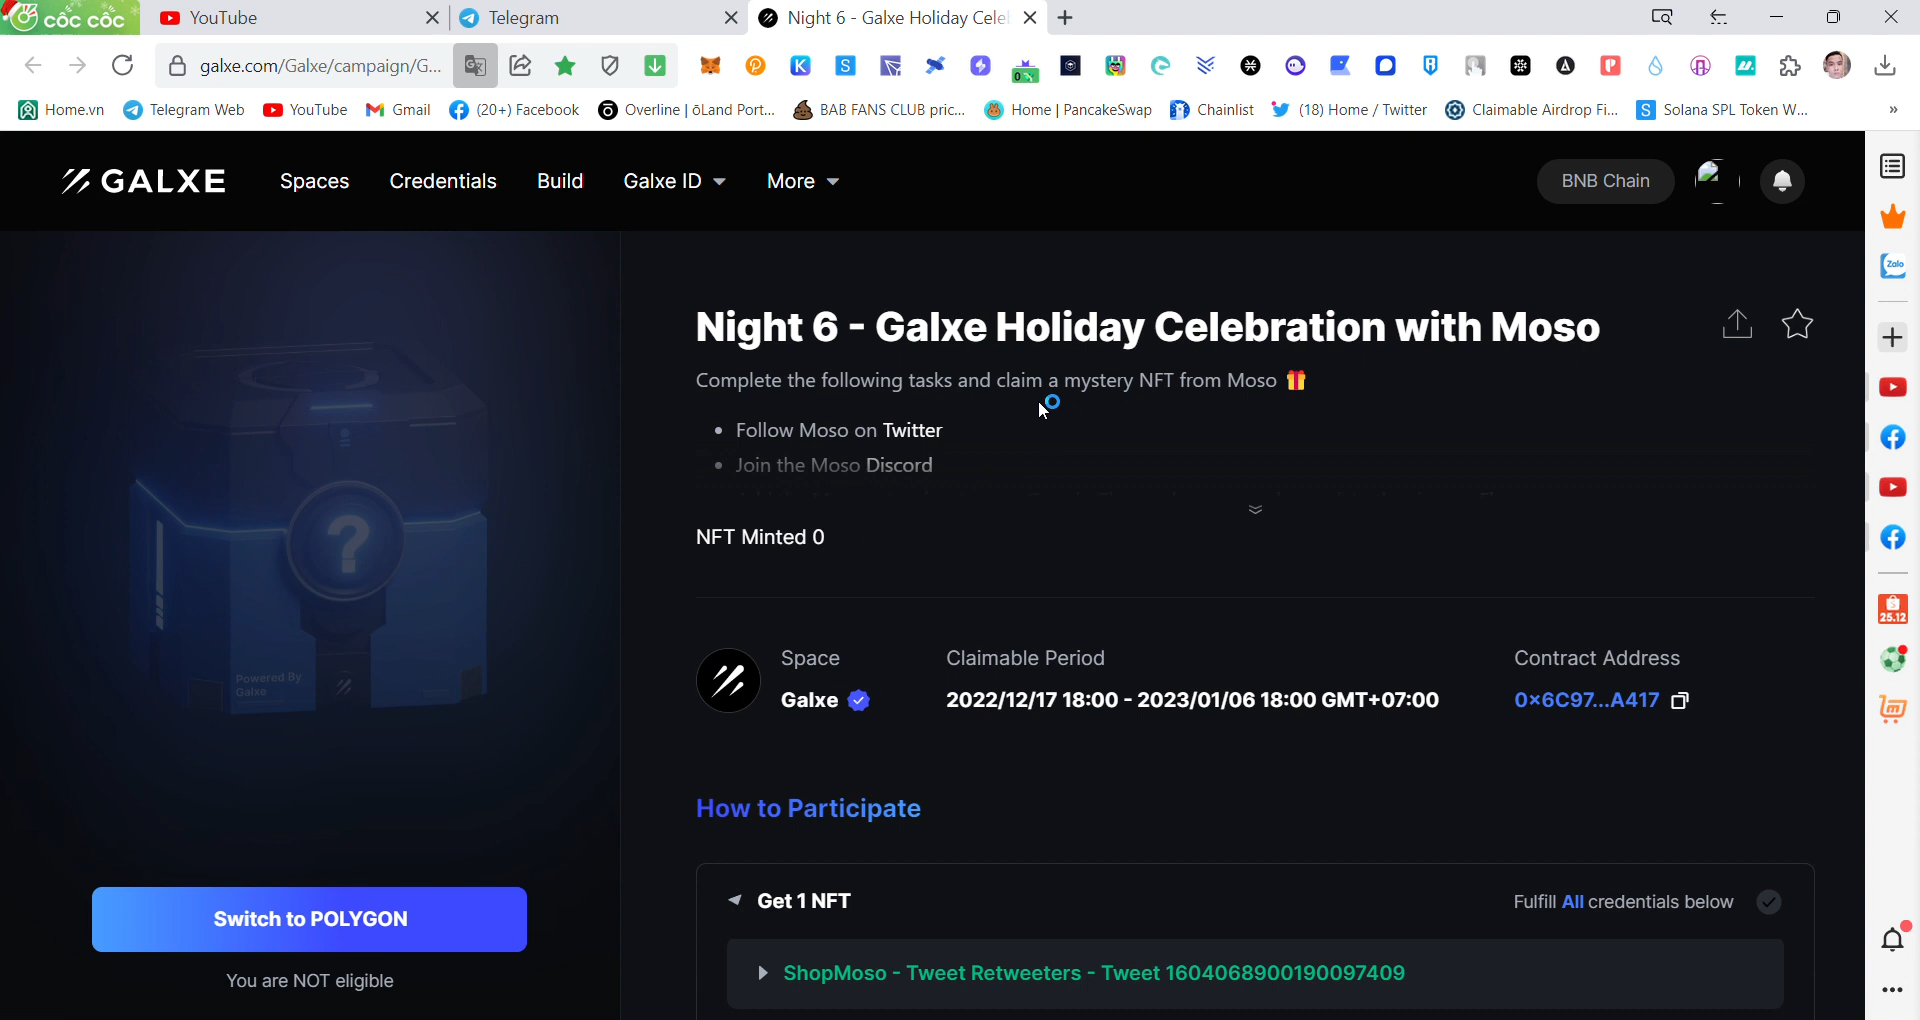 cốc cốc
YouTube
Telegram
Night 6 - Galxe Holiday Cele
galxe.com/Galxe/campaign/G...
Home.vn
Telegram Web
YouTube
Gmail
(20+) Facebook
Overline | ōLand Port...
BAB FANS CLUB pric...
Home | PancakeSwap
Chainlist
(18) Home / Twitter
Claimable Airdrop Fi...
Solana SPL Token W...
GALXE
Spaces
Credentials
Build
Galxe ID
More
BNB Chain
Zalo
Night 6 - Galxe Holiday Celebration with Moso
Complete the following tasks and claim a mystery NFT from Moso 🎁
• Follow Moso on Twitter
• Join the Moso Discord
NFT Minted 0
25.12
Space
Galxe
Claimable Period
2022/12/17 18:00 - 2023/01/06 18:00 GMT+07:00
Contract Address
0x6C97...A417
Powered By
Galxe
How to Participate
Get 1 NFT
Fulfill All credentials below
Switch to POLYGON
You are NOT eligible
ShopMoso - Tweet Retweeters - Tweet 1604068900190097409